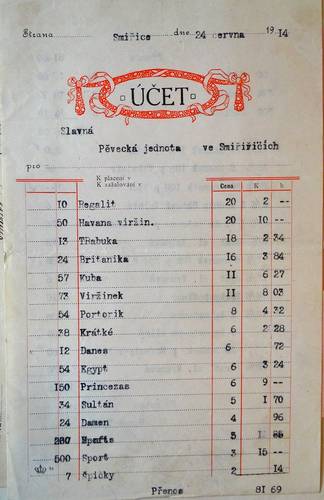 Strana Smiřice dne 24 června 1914
ÚČET
Slavná
Pěvecká jednota ve Smiřičích
pro
K placení v
K zažalování v
Cena K h
10 Regalit 20 2 --
50 Havana viržin. 20 10 --
13 TRabuka 18 2 34
24 Britanika 16 3 84
57 Kuba 11 6 27
73 Viržinek 11 8 03
54 Portorik 8 4 32
38 Krátké 6 2 28
12 Danes 6 72
54 Egypt 6 3 24
150 Princezas 6 9 --
34 Sultán 5 1 70
24 Damen 4 96
500 Sport 3 15 --
7 Špičky 2 14
Přenos 81 69